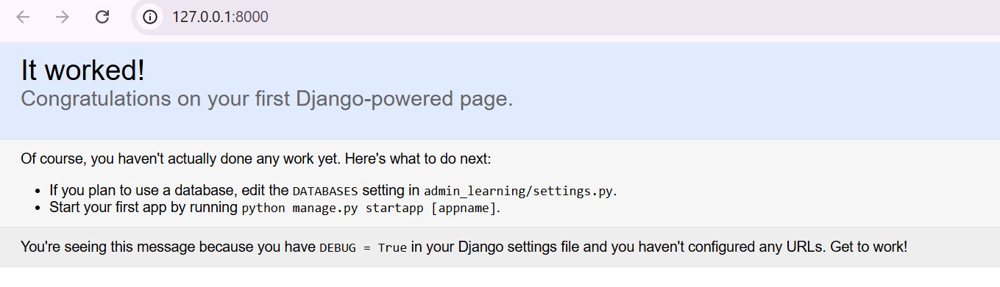 127.0.0.1:8000
It worked!
Congratulations on your first Django-powered page.
Of course, you haven't actually done any work yet. Here's what to do next:
• If you plan to use a database, edit the DATABASES setting in admin_learning/settings.py.
• Start your first app by running python manage.py startapp [appname].
You're seeing this message because you have DEBUG = True in your Django settings file and you haven't configured any URLs. Get to work!